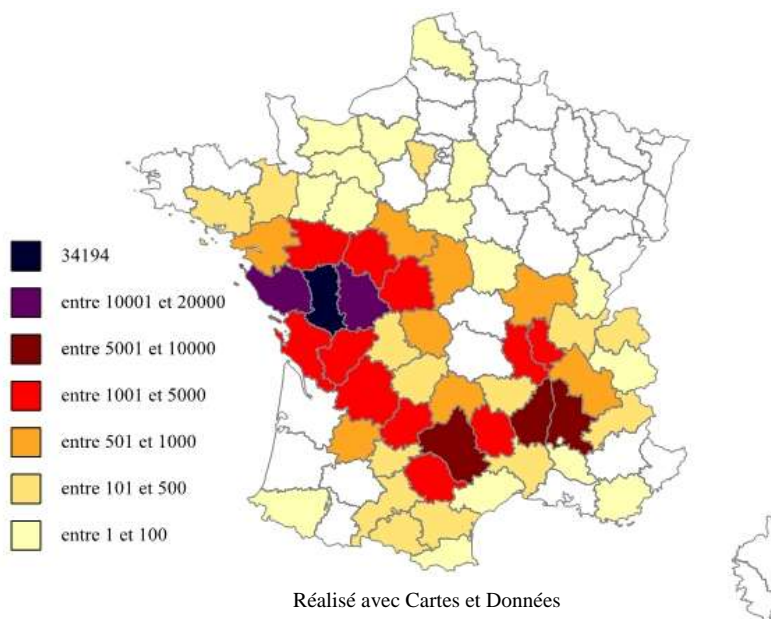 34194
entre 10001 et 20000
entre 5001 et 10000
entre 1001 et 5000
entre 501 et 1000
entre 101 et 500
entre 1 et 100
Réalisé avec Cartes et Données